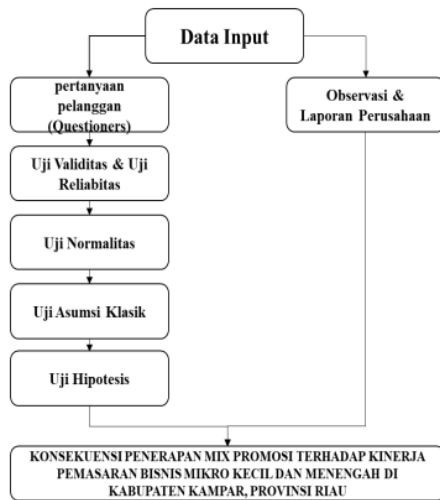 Data Input
pertanyaan
pelanggan
(Questioners)
Observasi &
Laporan Perusahaan
Uji Validitas & Uji
Reliabitas
Uji Normalitas
Uji Asumsi Klasik
Uji Hipotesis
KONSEKUENSI PENERAPAN MIX PROMOSI TERHADAP KINERJA
PEMASARAN BISNIS MIKRO KECIL DAN MENENGAH DI
KABUPATEN KAMPAR, PROVINSI RIAU